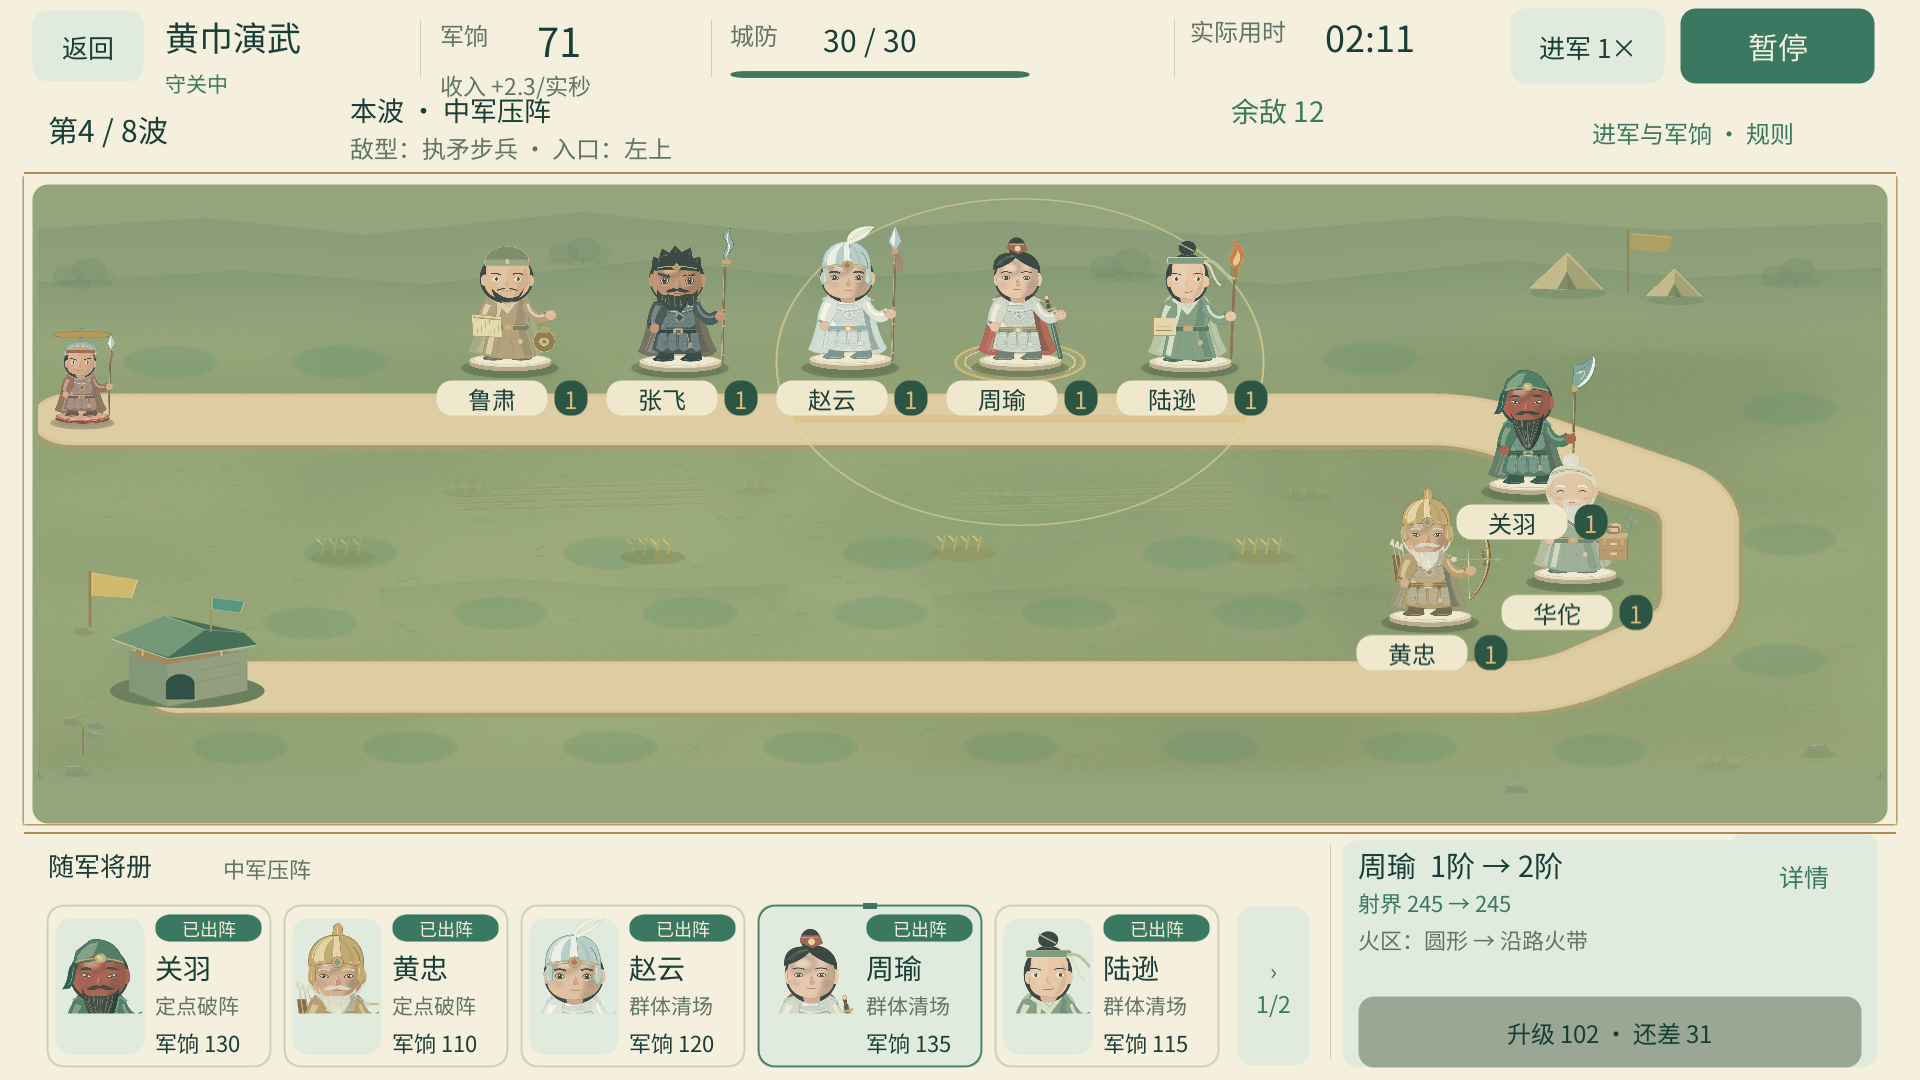 返回
黄巾演武
守关中
军饷 71
收入 +2.3/实秒
城防 30 / 30
实际用时 02:11
进军 1×
暂停
第4 / 8波
本波 · 中军压阵
敌型：执矛步兵 · 入口：左上
余敌 12
进军与军饷 · 规则
鲁肃 1
张飞 1
赵云 1
周瑜 1
陆逊 1
关羽 1
华佗 1
黄忠 1
随军将册
中军压阵
已出阵
关羽
定点破阵
军饷 130
已出阵
黄忠
定点破阵
军饷 110
已出阵
赵云
群体清场
军饷 120
已出阵
周瑜
群体清场
军饷 135
已出阵
陆逊
群体清场
军饷 115
›
1/2
周瑜 1阶 → 2阶
详情
射界 245 → 245
火区：圆形 → 沿路火带
升级 102 · 还差 31